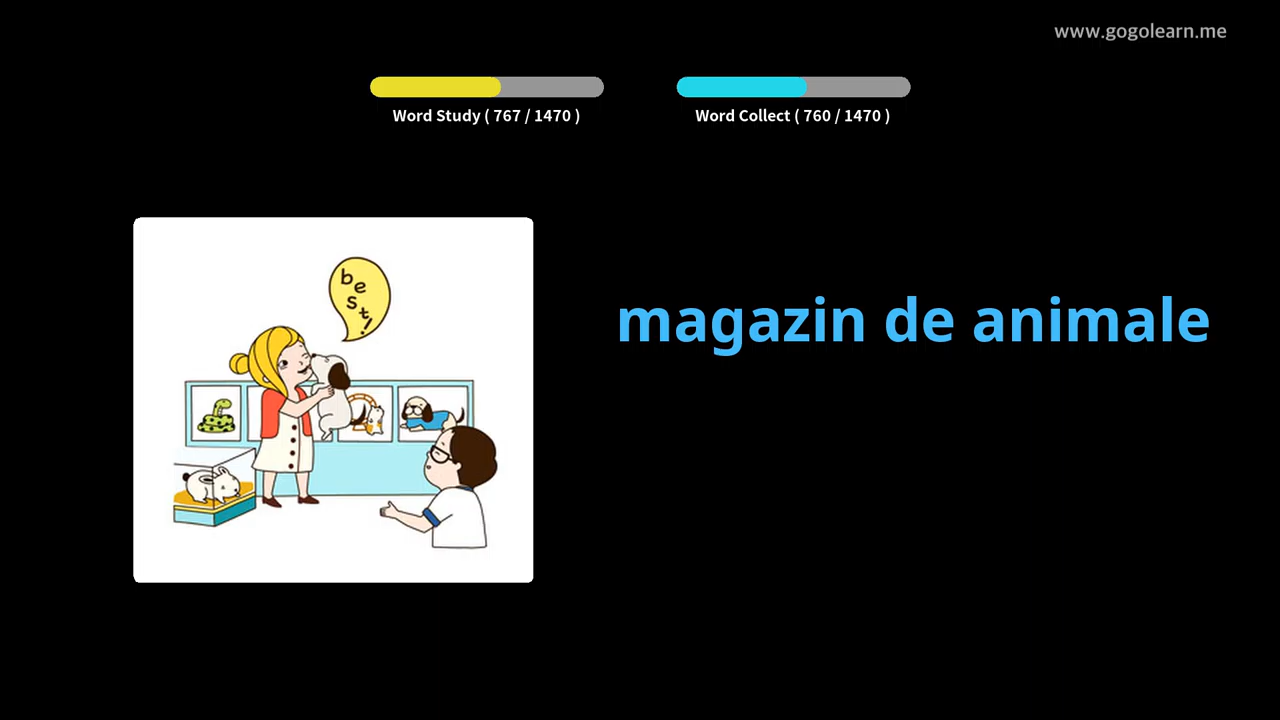 www.gogolearn.me
Word Study ( 767 / 1470 )
Word Collect ( 760 / 1470 )
best!
magazin de animale